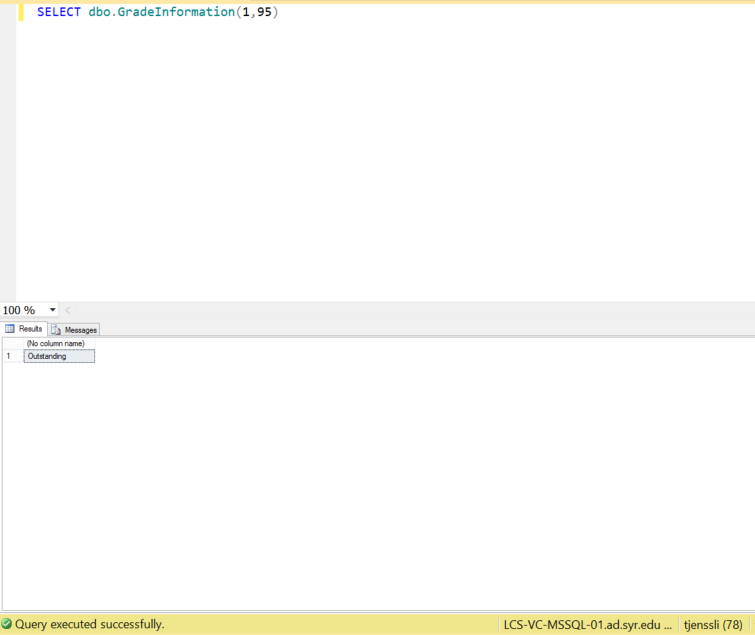 SELECT dbo.GradeInformation(1,95)
100 %
Results Messages
(No column name)
1 Outstanding
Query executed successfully. LCS-VC-MSSQL-01.ad.syr.edu ... tjenssli (78)